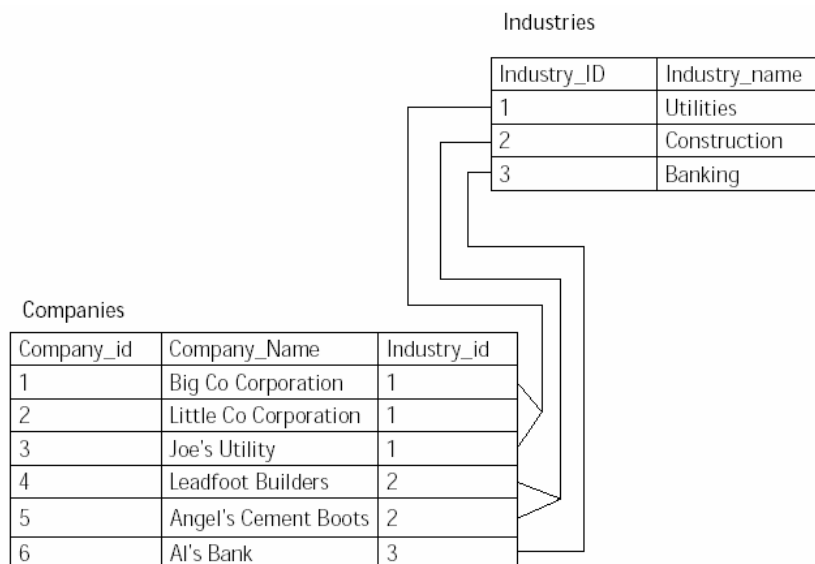 Industries
Industry_ID Industry_name
1 Utilities
2 Construction
3 Banking
Companies
Company_id Company_Name Industry_id
1 Big Co Corporation 1
2 Little Co Corporation 1
3 Joe's Utility 1
4 Leadfoot Builders 2
5 Angel's Cement Boots 2
6 Al's Bank 3